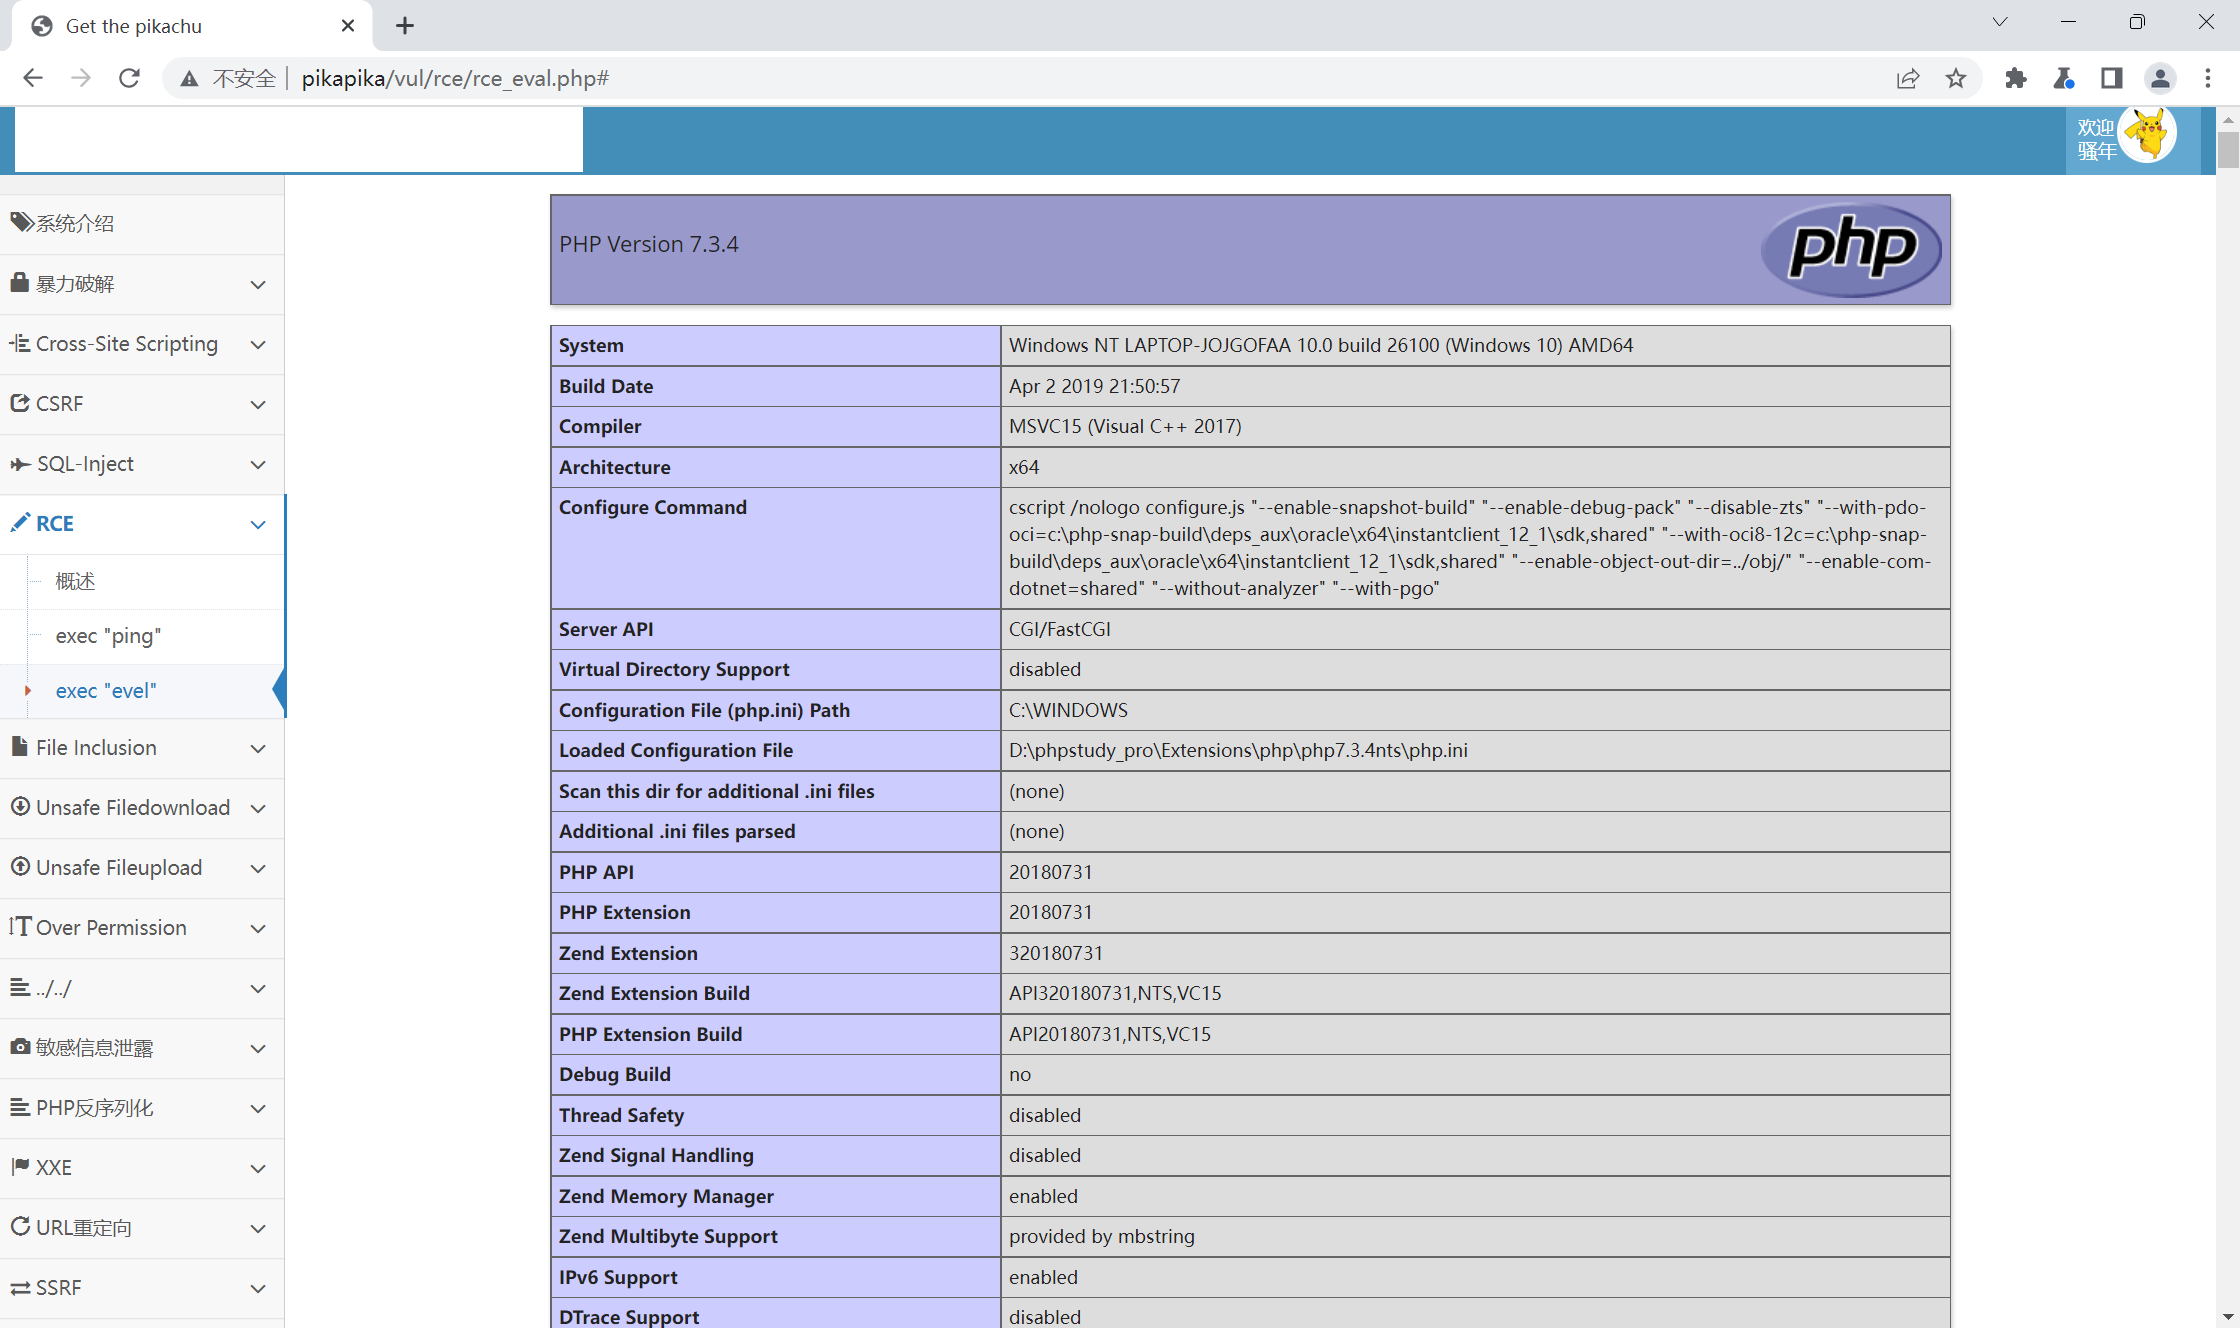 Get the pikachu
不安全 pikapika/vul/rce/rce_eval.php#
欢迎
骚年
系统介绍
暴力破解
Cross-Site Scripting
CSRF
SQL-Inject
RCE
概述
exec "ping"
exec "evel"
File Inclusion
Unsafe Filedownload
Unsafe Fileupload
Over Permission
../../
敏感信息泄露
PHP反序列化
XXE
URL重定向
SSRF
PHP Version 7.3.4
php
System Windows NT LAPTOP-JOJGOFAA 10.0 build 26100 (Windows 10) AMD64
Build Date Apr 2 2019 21:50:57
Compiler MSVC15 (Visual C++ 2017)
Architecture x64
Configure Command cscript /nologo configure.js "--enable-snapshot-build" "--enable-debug-pack" "--disable-zts" "--with-pdo-
oci=c:\php-snap-build\deps_aux\oracle\x64\instantclient_12_1\sdk,shared" "--with-oci8-12c=c:\php-snap-
build\deps_aux\oracle\x64\instantclient_12_1\sdk,shared" "--enable-object-out-dir=../obj/" "--enable-com-
dotnet=shared" "--without-analyzer" "--with-pgo"
Server API CGI/FastCGI
Virtual Directory Support disabled
Configuration File (php.ini) Path C:\WINDOWS
Loaded Configuration File D:\phpstudy_pro\Extensions\php\php7.3.4nts\php.ini
Scan this dir for additional .ini files (none)
Additional .ini files parsed (none)
PHP API 20180731
PHP Extension 20180731
Zend Extension 320180731
Zend Extension Build API320180731,NTS,VC15
PHP Extension Build API20180731,NTS,VC15
Debug Build no
Thread Safety disabled
Zend Signal Handling disabled
Zend Memory Manager enabled
Zend Multibyte Support provided by mbstring
IPv6 Support enabled
DTrace Support disabled